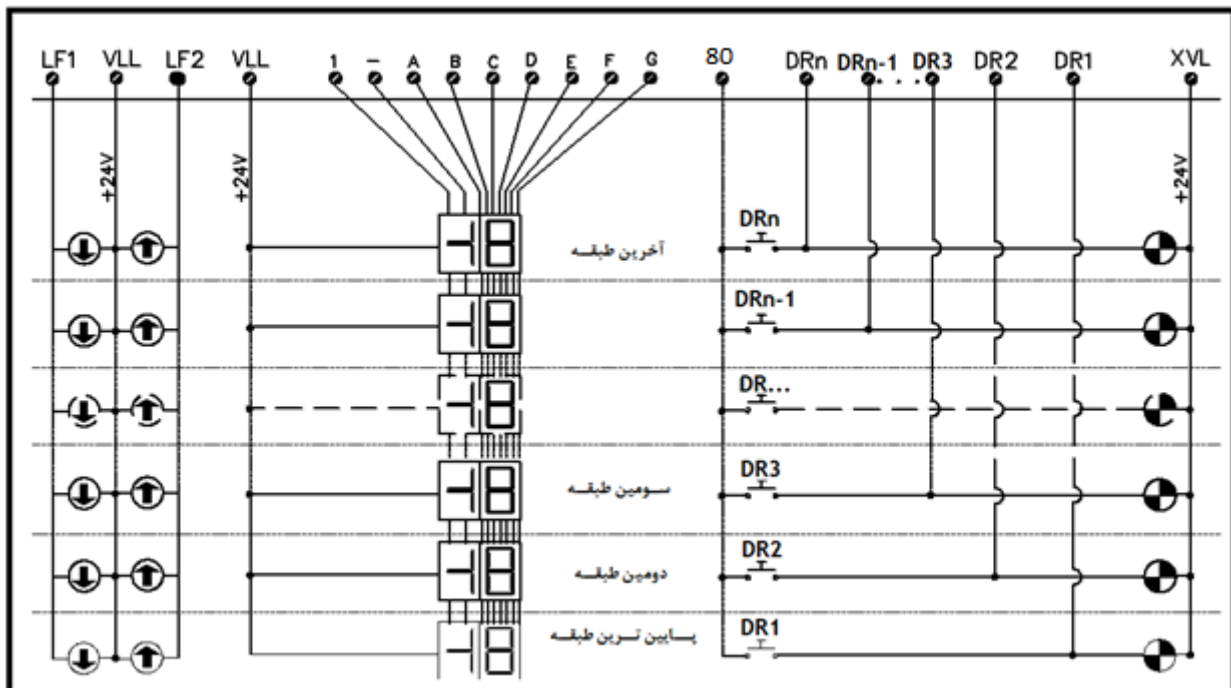 LF1 VLL LF2 VLL 1 - A B C D E F G 80 DRn DRn-1 ... DR3 DR2 DR1 XVL
+24V +24V +24V
DRn
آخرین طبقه
DRn-1
DR...
DR3
سومین طبقه
DR2
دومین طبقه
DR1
پایین ترین طبقه